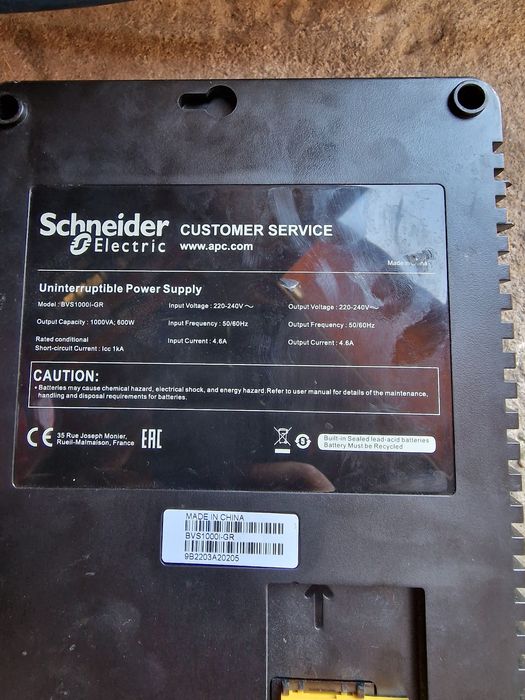 Schneider Electric
CUSTOMER SERVICE
www.apc.com
Made in China
Uninterruptible Power Supply
Model : BVS1000I-GR Input Voltage : 220-240V～ Output Voltage : 220-240V～
Output Capacity : 1000VA; 600W Input Frequency : 50/60Hz Output Frequency : 50/60Hz
Rated conditional Input Current : 4.6A Output Current : 4.6A
Short-circuit Current : Icc 1kA
CAUTION:
• Batteries may cause chemical hazard, electrical shock, and energy hazard. Refer to user manual for details of the maintenance,
handling and disposal requirements for batteries.
CE 35 Rue Joseph Monier, EAC Built-in Sealed lead-acid batteries
Rueil-Malmaison, France Battery Must be Recycled
MADE IN CHINA
BVS1000I-GR
9B2203A20205